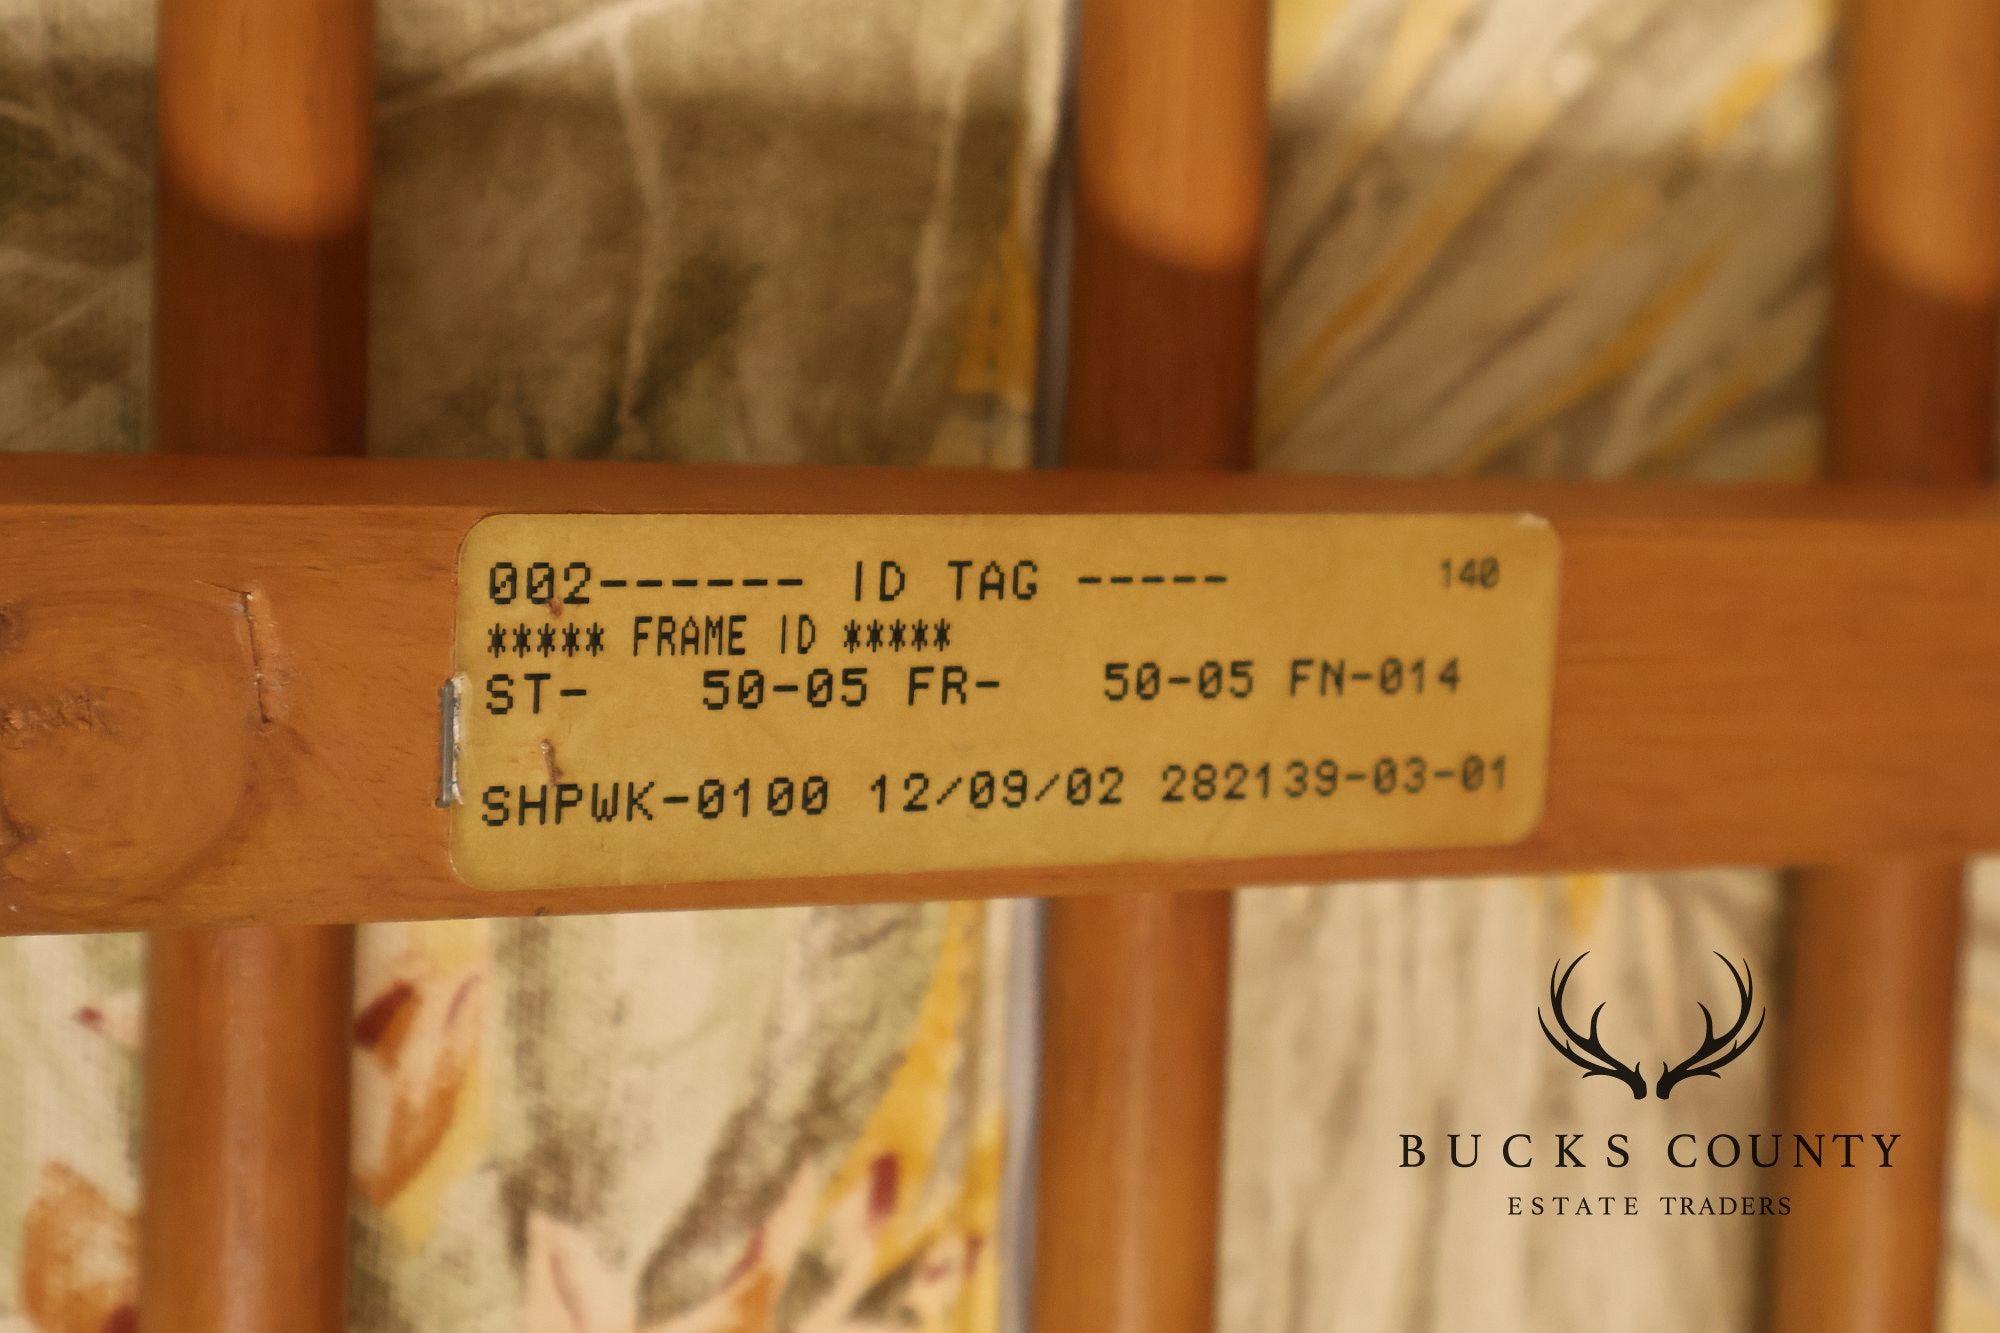 002------ ID TAG ----- 140
***** FRAME ID *****
ST- 50-05 FR- 50-05 FN-014
SHPWK-0100 12/09/02 282139-03-01
BUCKS COUNTY
ESTATE TRADERS